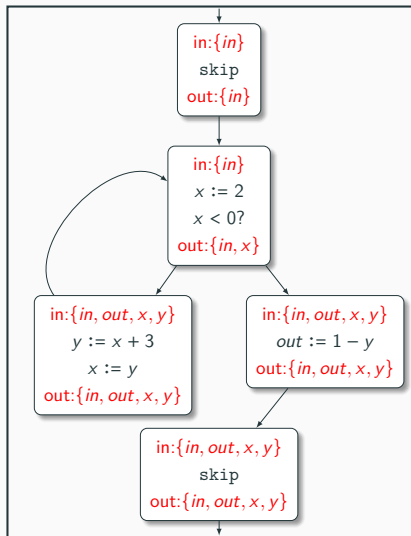 in:{in}
skip
out:{in}
in:{in}
x := 2
x < 0?
out:{in, x}
in:{in, out, x, y}
y := x + 3
x := y
out:{in, out, x, y}
in:{in, out, x, y}
out := 1 − y
out:{in, out, x, y}
in:{in, out, x, y}
skip
out:{in, out, x, y}